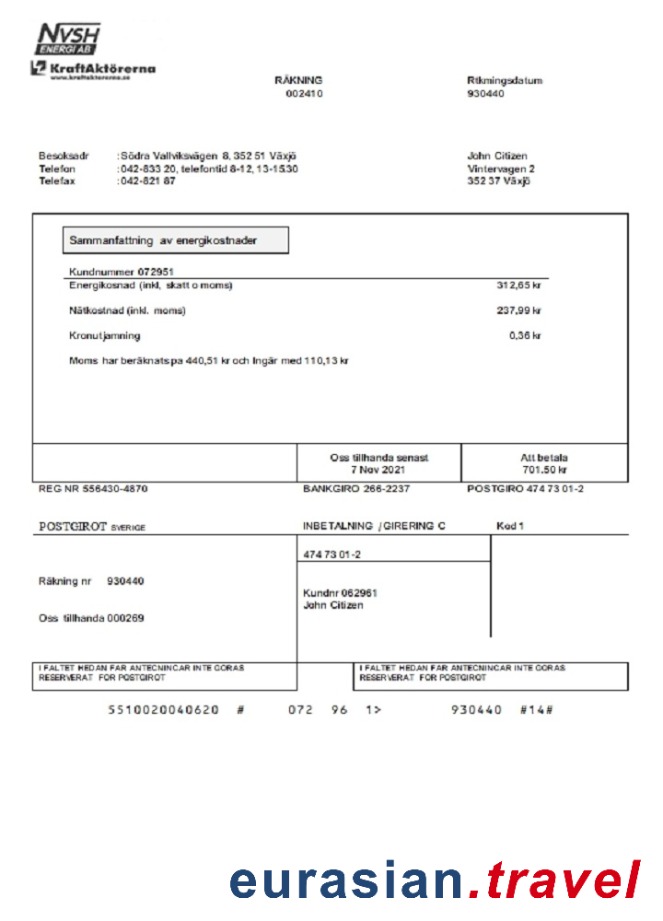 NVSH
ENERGI AB
KraftAktörerna
www.kraftaktorerna.se
RÄKNING
002410
Rtkmingsdatum
930440
Besoksadr :Södra Vallviksvägen 8, 352 51 Växjö
Telefon :042-833 20, telefontid 8-12, 13-1530
Telefax :042-821 87
John Citizen
Vintervagen 2
352 37 Växjö
Sammanfattning av energikostnader
Kundnummer 072951
Energikosnad (inkl, skatt o moms) 312,65 kr
Nätkostnad (inkl. moms) 237,99 kr
Kronutjamning 0,36 kr
Moms har beräknats pa 440,51 kr och Ingär med 110,13 kr
Oss tillhanda senast
7 Nov 2021
Att betala
701.50 kr
REG NR 556430-4870 BANKGIRO 266-2237 POSTGIRO 474 73 01-2
POSTGIROT SVERIGE INBETALNING / GIRERING C Kod 1
474 73 01-2
Räkning nr 930440
Kundnr 062961
John Citizen
Oss tillhanda 000269
I FALTET HEDAN FAR ANTECNINCAR INTE GORAS
RESERVERAT FOR POSTGIROT
I FALTET HEDAN FAR ANTECNINCAR INTE GORAS
RESERVERAT FOR POSTGIROT
5510020040620 # 072 96 1> 930440 #14#
eurasian.travel